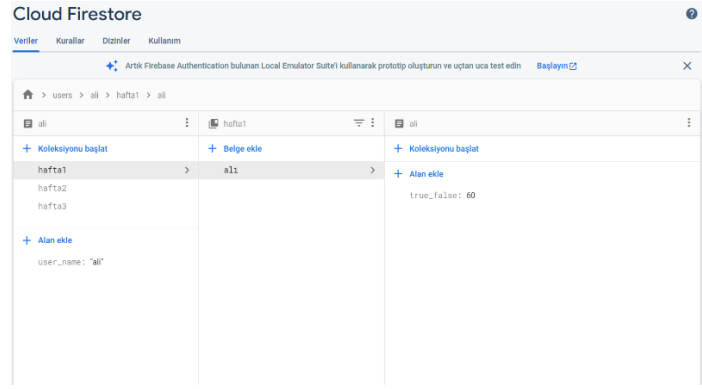 Cloud Firestore
Veriler Kurallar Dizinler Kullanım
Artık Firebase Authentication bulunan Local Emulator Suite'i kullanarak prototip oluşturun ve uçtan uca test edin Başlayın
> users > ali > hafta1 > ali
ali
+ Koleksiyonu başlat
hafta1
hafta2
hafta3
+ Alan ekle
user_name: "ali"
hafta1
+ Belge ekle
ali
ali
+ Koleksiyonu başlat
+ Alan ekle
true_false: 60